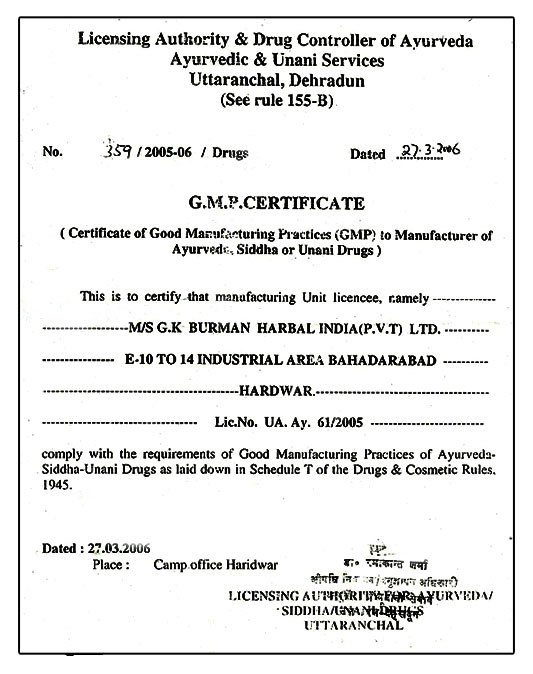 Licensing Authority & Drug Controller of Ayurveda
Ayurvedic & Unani Services
Uttaranchal, Dehradun
(See rule 155-B)
No. 359 / 2005-06 / Drugs Dated 27.3.2006
G.M.P.CERTIFICATE
( Certificate of Good Manufacturing Practices (GMP) to Manufacturer of
Ayurveda, Siddha or Unani Drugs )
This is to certify that manufacturing Unit licencee, namely ---------------
--------------------M/S G.K BURMAN HARBAL INDIA(P.V.T) LTD. ----------
---------------- E-10 TO 14 INDUSTRIAL AREA BAHADARABAD ----------
---------------------------------------HARDWAR.----------------------------------
------------------------------- Lic.No. UA. Ay. 61/2005 -------------------------
comply with the requirements of Good Manufacturing Practices of Ayurveda-
Siddha-Unani Drugs as laid down in Schedule T of the Drugs & Cosmetic Rules.
1945.
Dated : 27.03.2006
Place : Camp office Haridwar
डा० रमाकान्त शर्मा
अधिकारी
LICENSING AUTHORITY FOR AYURVEDA/
SIDDHA/UNANI DRUGS
UTTARANCHAL